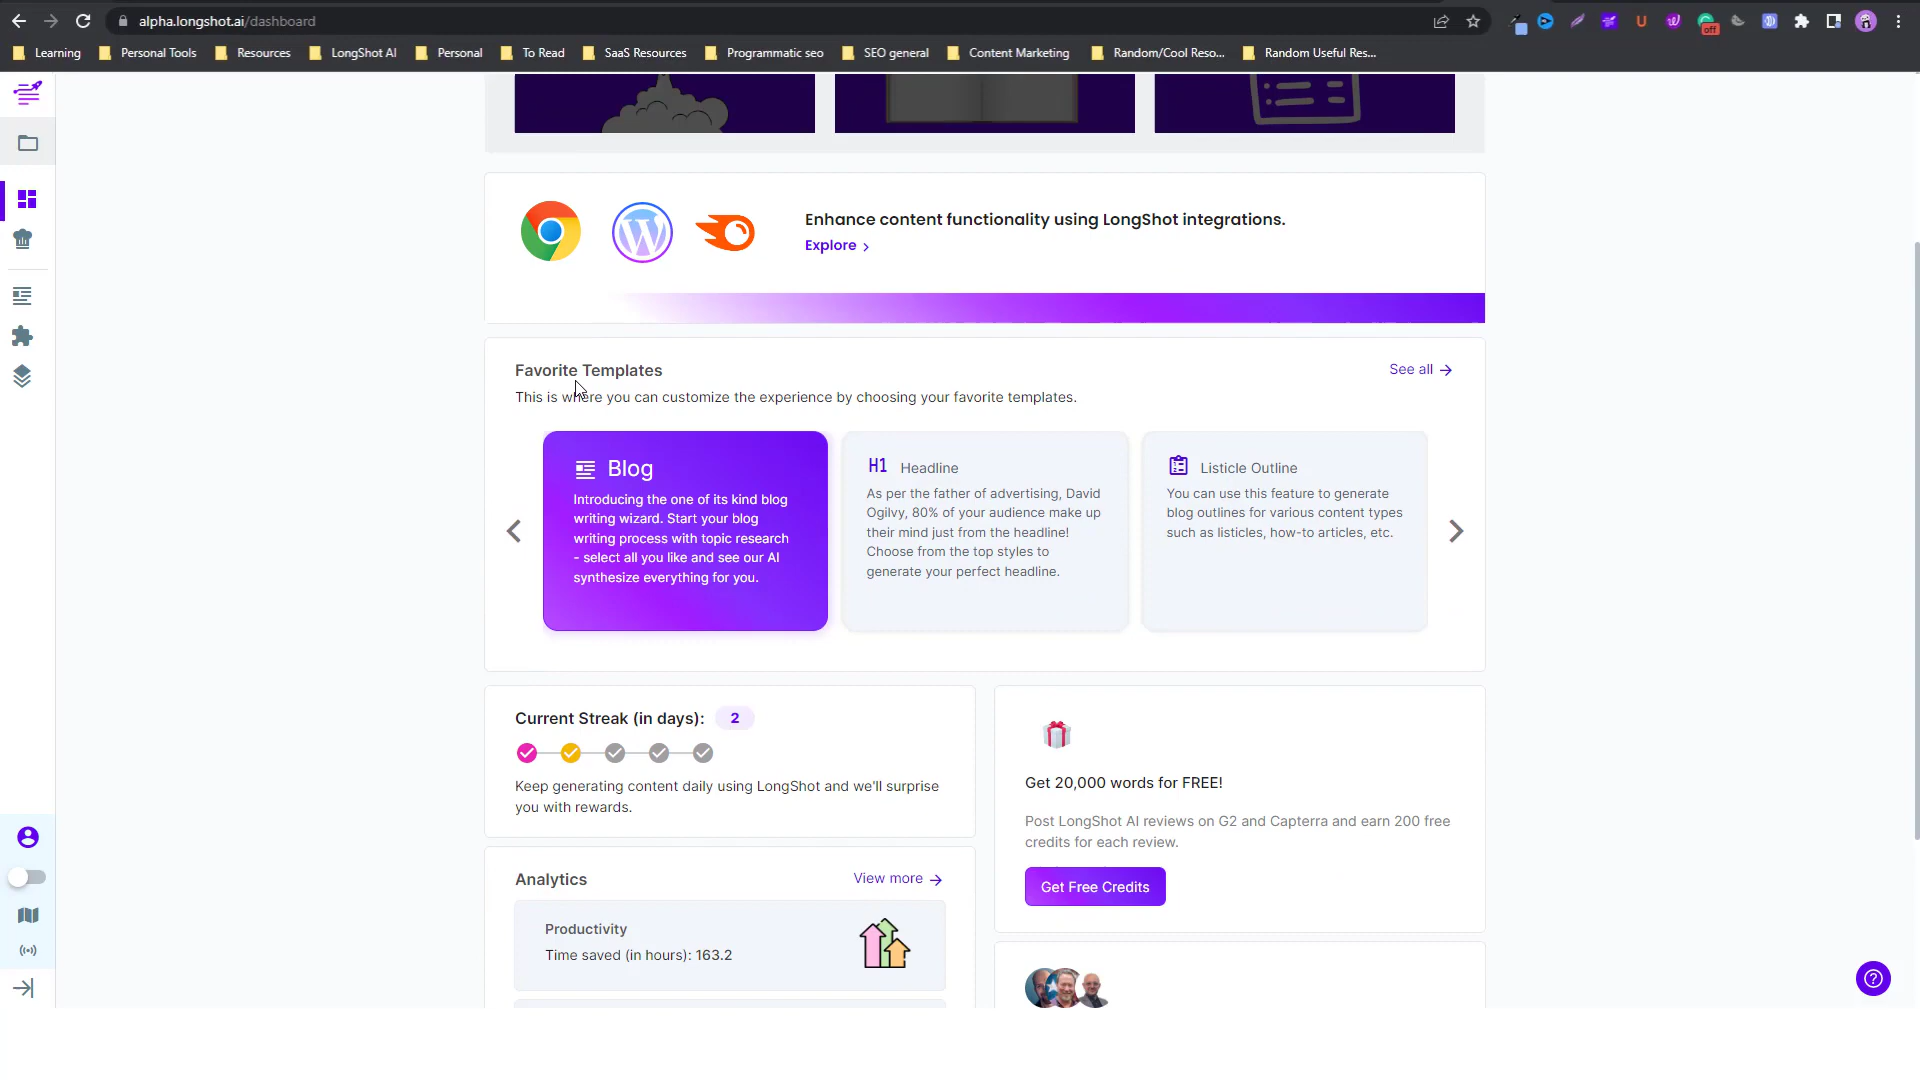 alpha.longshot.ai/dashboard
Learning Personal Tools Resources LongShot AI Personal To Read SaaS Resources Programmatic seo SEO general Content Marketing Random/Cool Reso... Random Useful Res...
off
Enhance content functionality using LongShot integrations.
Explore
Favorite Templates
See all
This is where you can customize the experience by choosing your favorite templates.
Blog
Introducing the one of its kind blog
writing wizard. Start your blog
writing process with topic research
- select all you like and see our AI
synthesize everything for you.
H1 Headline
As per the father of advertising, David
Ogilvy, 80% of your audience make up
their mind just from the headline!
Choose from the top styles to
generate your perfect headline.
Listicle Outline
You can use this feature to generate
blog outlines for various content types
such as listicles, how-to articles, etc.
Current Streak (in days): 2
Keep generating content daily using LongShot and we'll surprise
you with rewards.
Get 20,000 words for FREE!
Post LongShot AI reviews on G2 and Capterra and earn 200 free
credits for each review.
Get Free Credits
Analytics
View more
Productivity
Time saved (in hours): 163.2